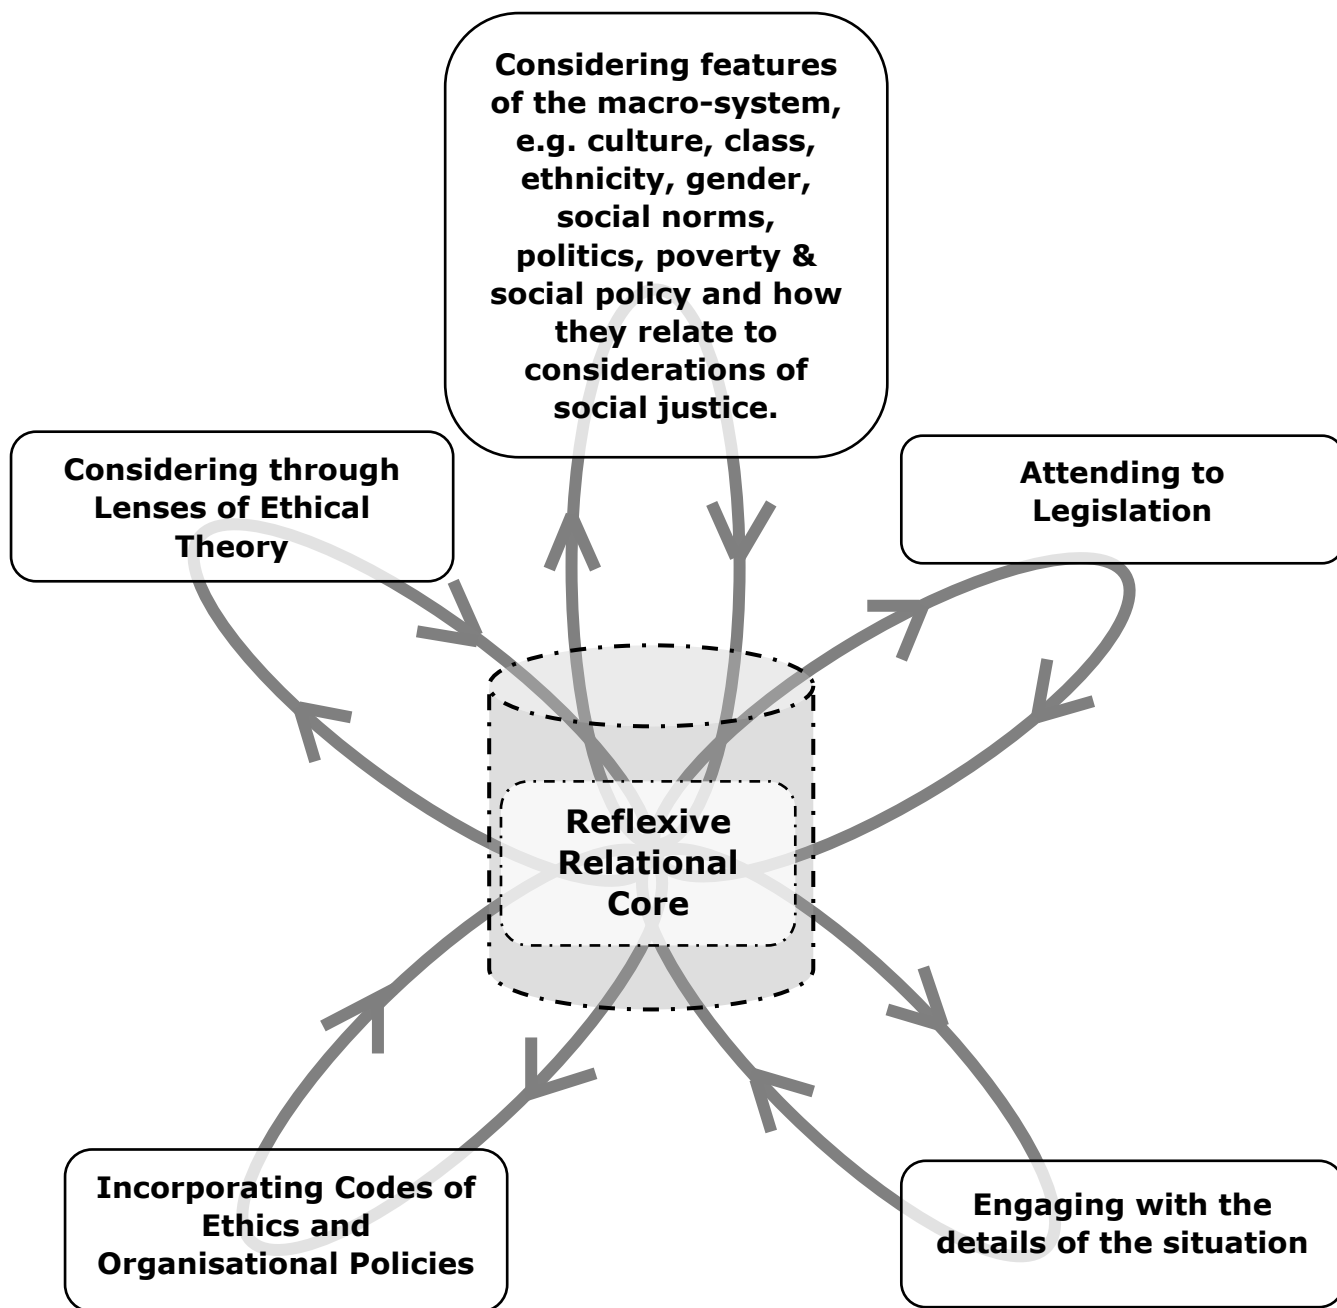 Considering features
of the macro-system,
e.g. culture, class,
ethnicity, gender,
social norms,
politics, poverty &
social policy and how
they relate to
considerations of
social justice.
Considering through
Lenses of Ethical
Theory
Attending to
Legislation
Reflexive
Relational
Core
Incorporating Codes of
Ethics and
Organisational Policies
Engaging with the
details of the situation